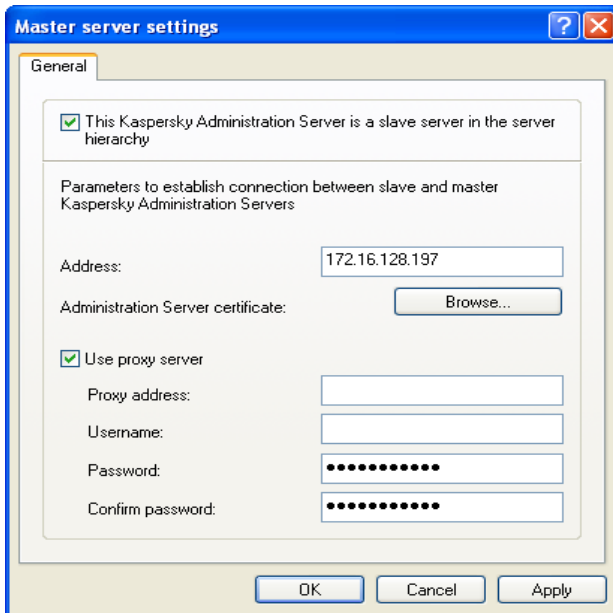 Master server settings
General
This Kaspersky Administration Server is a slave server in the server
hierarchy
Parameters to establish connection between slave and master
Kaspersky Administration Servers
Address:
172.16.128.197
Administration Server certificate:
Browse...
Use proxy server
Proxy address:
Username:
Password:
•••••••••••
Confirm password:
•••••••••••
OK
Cancel
Apply